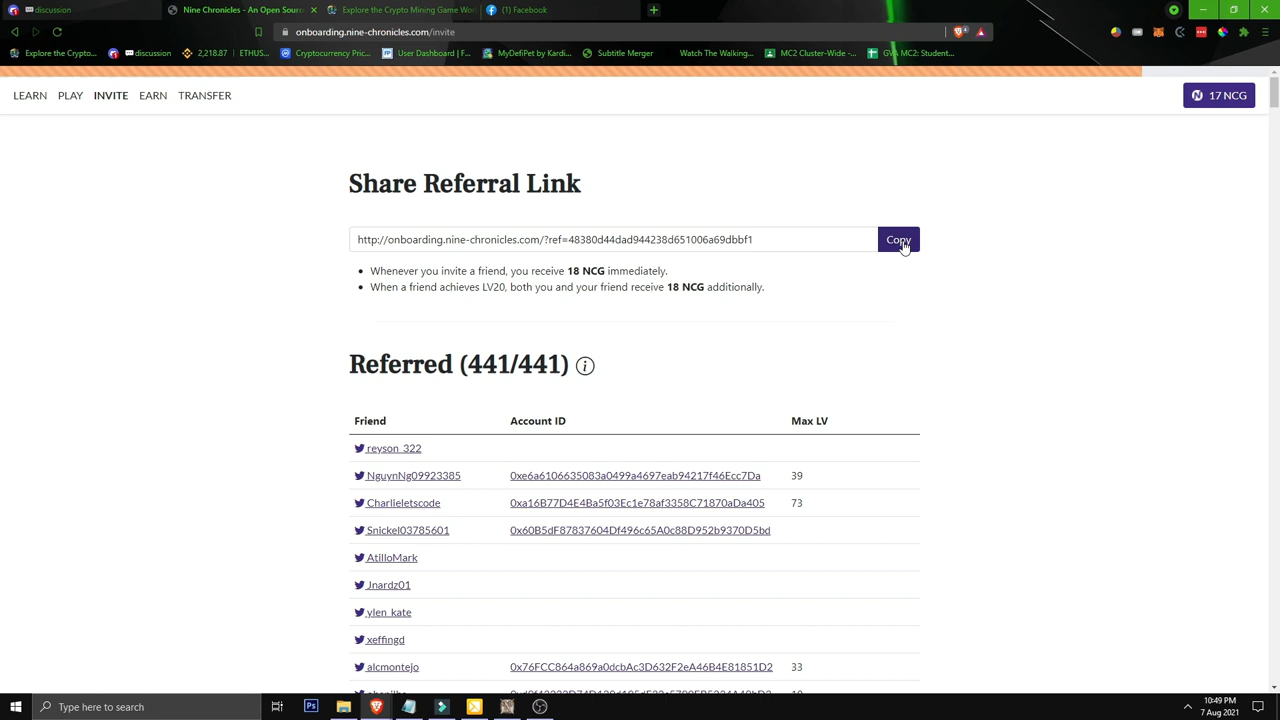 discussion
Nine Chronicles - An Open Sourc
Explore the Crypto Mining Game Wor
(1) Facebook
onboarding.nine-chronicles.com/invite
Explore the Crypto...
discussion
2,218.87 | ETHUS...
Cryptocurrency Pric...
User Dashboard | F...
MyDefiPet by Kardi...
Subtitle Merger
Watch The Walking...
MC2 Cluster-Wide -...
GVA MC2: Student...
LEARN
PLAY
INVITE
EARN
TRANSFER
17 NCG
Share Referral Link
http://onboarding.nine-chronicles.com/?ref=48380d44dad944238d651006a69dbbf1
Copy
• Whenever you invite a friend, you receive 18 NCG immediately.
• When a friend achieves LV20, both you and your friend receive 18 NCG additionally.
Referred (441/441)
Friend Account ID Max LV
reyson_322
NguynNg09923385 0xe6a6106635083a0499a4697eab94217f46Ecc7Da 39
Charlieletscode 0xa16B77D4E4Ba5f03Ec1e78af3358C71870aDa405 73
Snickel03785601 0x60B5dF87837604Df496c65A0c88D952b9370D5bd
AtilloMark
Jnardz01
ylen_kate
xeffingd
alcmontejo 0x76FCC864a869a0dcbAc3D632F2eA46B4E81851D2 33
Type here to search
10:49 PM
7 Aug 2021